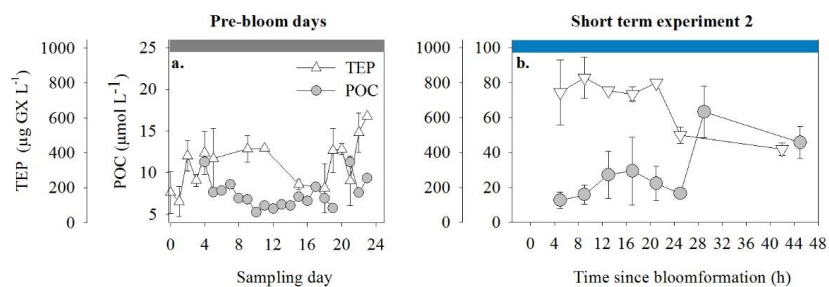 Pre-bloom days
Short term experiment 2
1000
800
600
400
200
0
TEP (µg GX L⁻¹)
25
20
15
10
5
POC (µmol L⁻¹)
a.
TEP
POC
0 4 8 12 16 20 24
Sampling day
1000
800
600
400
200
0
100
80
60
40
20
0
b.
0 4 8 12 16 20 24 28 32 36 40 44 48
Time since bloomformation (h)